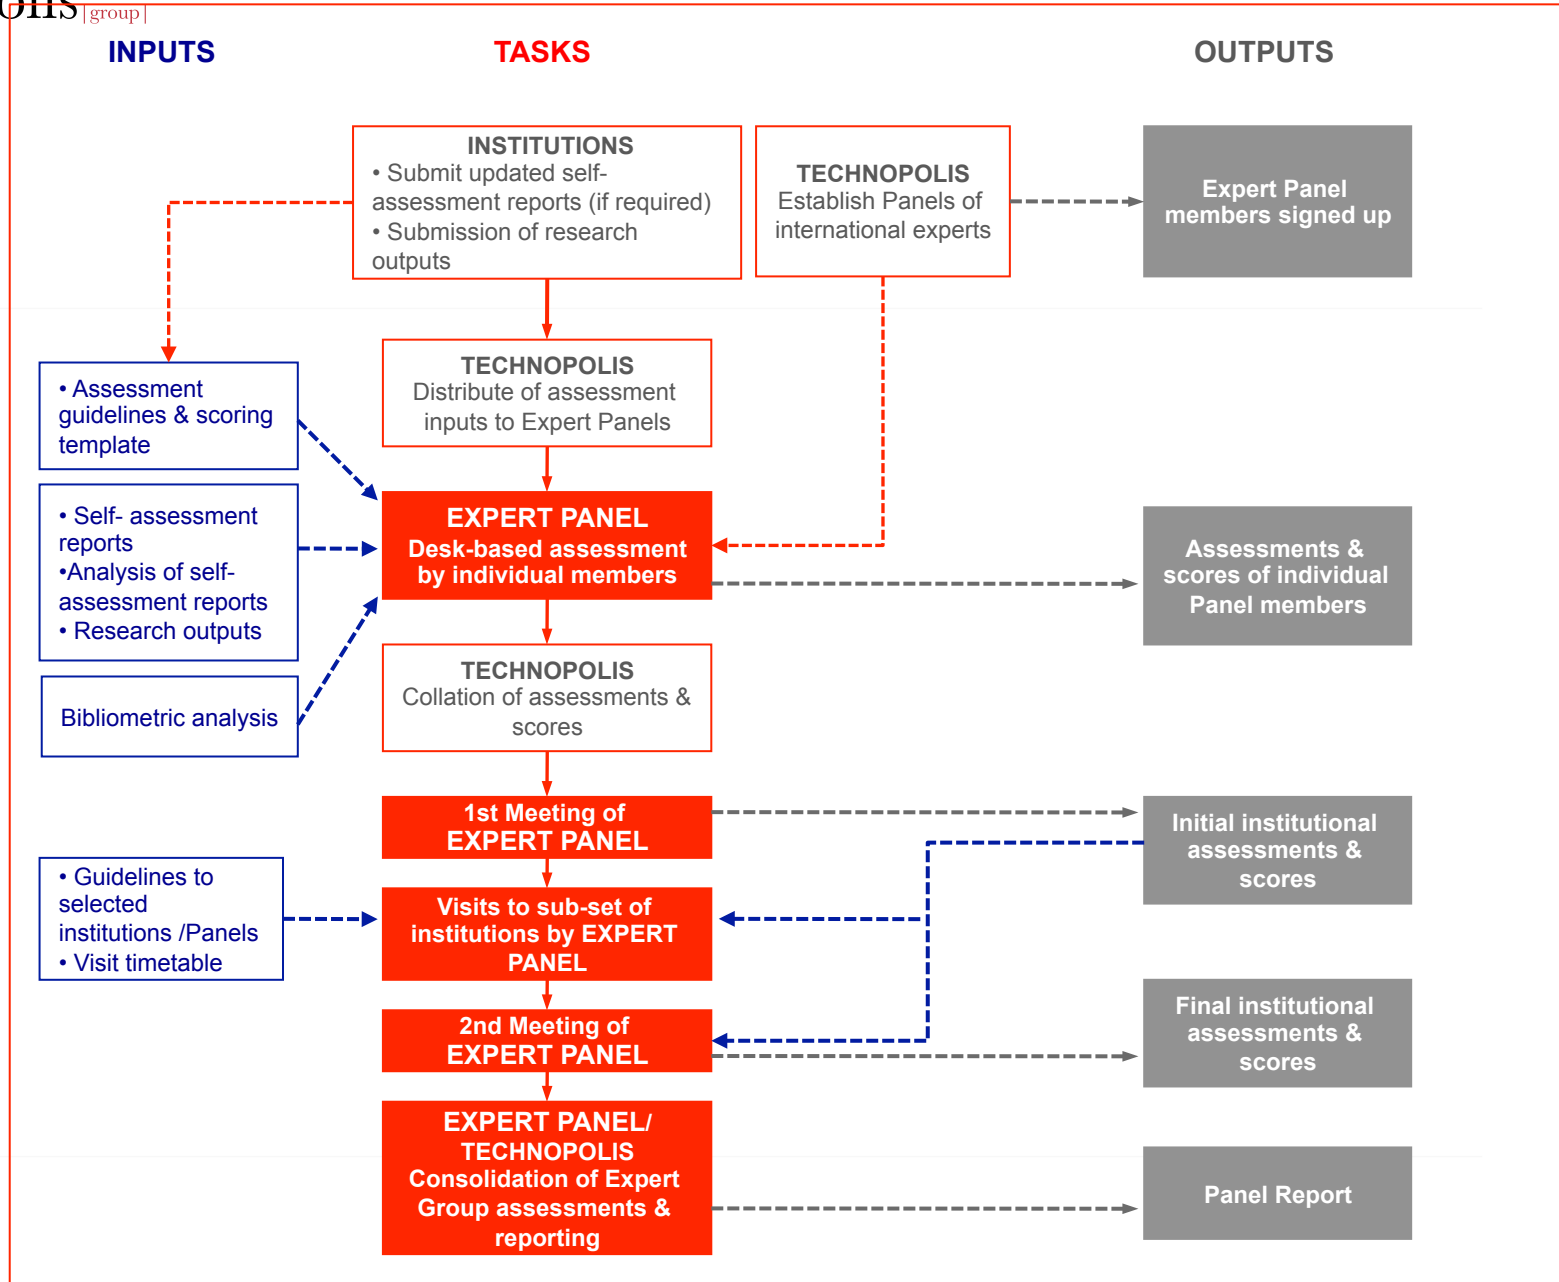 |group|
INPUTS
TASKS
OUTPUTS
INSTITUTIONS
• Submit updated self-
assessment reports (if required)
• Submission of research
outputs
TECHNOPOLIS
Establish Panels of
international experts
Expert Panel
members signed up
TECHNOPOLIS
Distribute of assessment
inputs to Expert Panels
• Assessment
guidelines & scoring
template
• Self- assessment
reports
•Analysis of self-
assessment reports
• Research outputs
Bibliometric analysis
EXPERT PANEL
Desk-based assessment
by individual members
Assessments &
scores of individual
Panel members
TECHNOPOLIS
Collation of assessments &
scores
1st Meeting of
EXPERT PANEL
Initial institutional
assessments &
scores
• Guidelines to
selected
institutions /Panels
• Visit timetable
Visits to sub-set of
institutions by EXPERT
PANEL
2nd Meeting of
EXPERT PANEL
Final institutional
assessments &
scores
EXPERT PANEL/
TECHNOPOLIS
Consolidation of Expert
Group assessments &
reporting
Panel Report